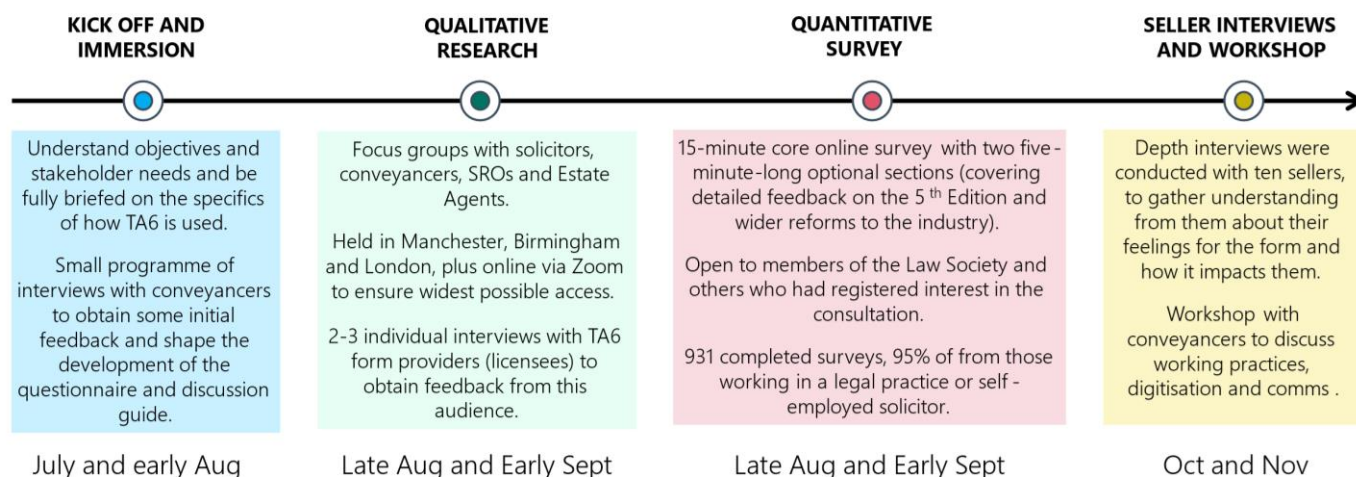 KICK OFF AND
IMMERSION
Understand objectives and
stakeholder needs and be
fully briefed on the specifics
of how TA6 is used.
Small programme of
interviews with conveyancers
to obtain some initial
feedback and shape the
development of the
questionnaire and discussion
guide.
July and early Aug
QUALITATIVE
RESEARCH
Focus groups with solicitors,
conveyancers, SROs and Estate
Agents.
Held in Manchester, Birmingham
and London, plus online via Zoom
to ensure widest possible access.
2-3 individual interviews with TA6
form providers (licensees) to
obtain feedback from this
audience.
Late Aug and Early Sept
QUANTITATIVE
SURVEY
15-minute core online survey with two five-
minute-long optional sections (covering
detailed feedback on the 5th Edition and
wider reforms to the industry).
Open to members of the Law Society and
others who had registered interest in the
consultation.
931 completed surveys, 95% of from those
working in a legal practice or self-
employed solicitor.
Late Aug and Early Sept
SELLER INTERVIEWS
AND WORKSHOP
Depth interviews were
conducted with ten sellers,
to gather understanding
from them about their
feelings for the form and
how it impacts them.
Workshop with
conveyancers to discuss
working practices,
digitisation and comms .
Oct and Nov